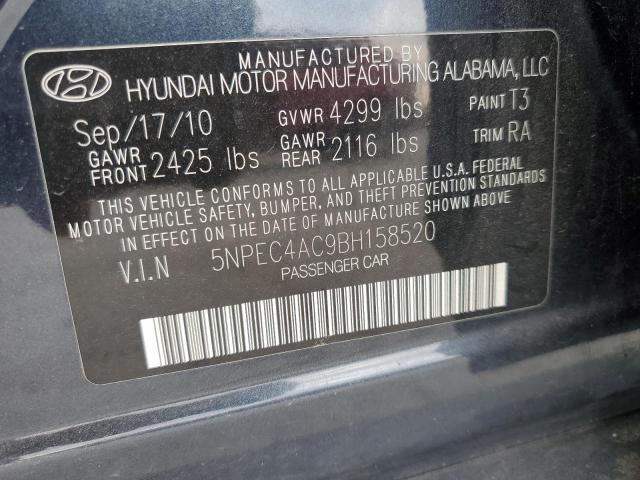 MANUFACTURED BY
HYUNDAI MOTOR MANUFACTURING ALABAMA, LLC
Sep/17/10 GVWR 4299 lbs PAINT T3
GAWR FRONT 2425 lbs GAWR REAR 2116 lbs TRIM RA
THIS VEHICLE CONFORMS TO ALL APPLICABLE U.S.A. FEDERAL
MOTOR VEHICLE SAFETY, BUMPER, AND THEFT PREVENTION STANDARDS
IN EFFECT ON THE DATE OF MANUFACTURE SHOWN ABOVE
V.I.N 5NPEC4AC9BH158520
PASSENGER CAR